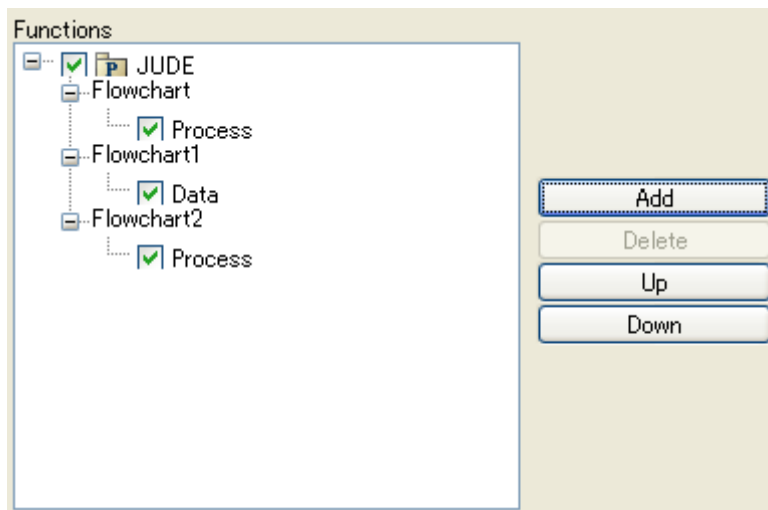 Functions
P JUDE
Flowchart
Process
Flowchart1
Data
Flowchart2
Process
Add
Delete
Up
Down